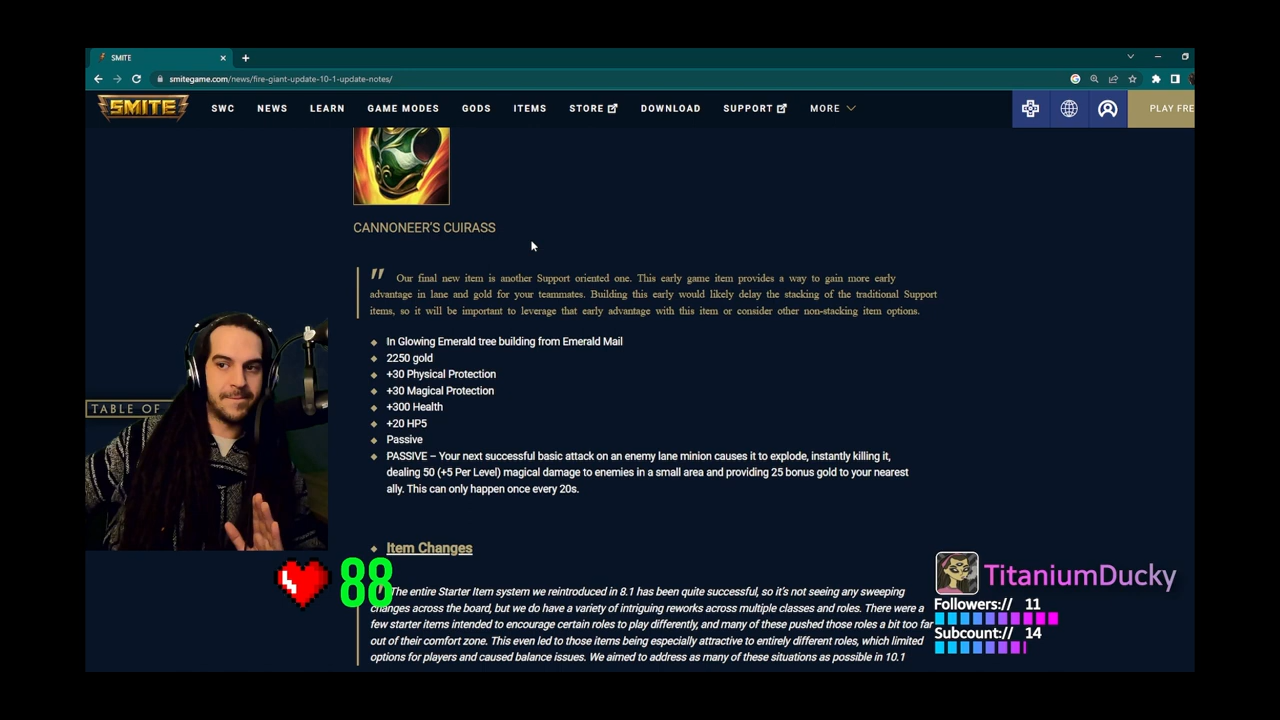 SMITE
smitegame.com/news/fire-giant-update-10-1-update-notes/
SMITE SWC NEWS LEARN GAME MODES GODS ITEMS STORE DOWNLOAD SUPPORT MORE PLAY FRE
CANNONEER'S CUIRASS
" Our final new item is another Support oriented one. This early game item provides a way to gain more early
advantage in lane and gold for your teammates. Building this early would likely delay the stacking of the traditional Support
items, so it will be important to leverage that early advantage with this item or consider other non-stacking item options.
In Glowing Emerald tree building from Emerald Mail
2250 gold
+30 Physical Protection
+30 Magical Protection
+300 Health
+20 HP5
Passive
PASSIVE – Your next successful basic attack on an enemy lane minion causes it to explode, instantly killing it,
dealing 50 (+5 Per Level) magical damage to enemies in a small area and providing 25 bonus gold to your nearest
ally. This can only happen once every 20s.
TABLE OF
Item Changes
The entire Starter Item system we reintroduced in 8.1 has been quite successful, so it's not seeing any sweeping
changes across the board, but we do have a variety of intriguing reworks across multiple classes and roles. There were a
few starter items intended to encourage certain roles to play differently, and many of these pushed those roles a bit too far
out of their comfort zone. This even led to those items being especially attractive to entirely different roles, which limited
options for players and caused balance issues. We aimed to address as many of these situations as possible in 10.1
88
TitaniumDucky
Followers:// 11
Subcount:// 14